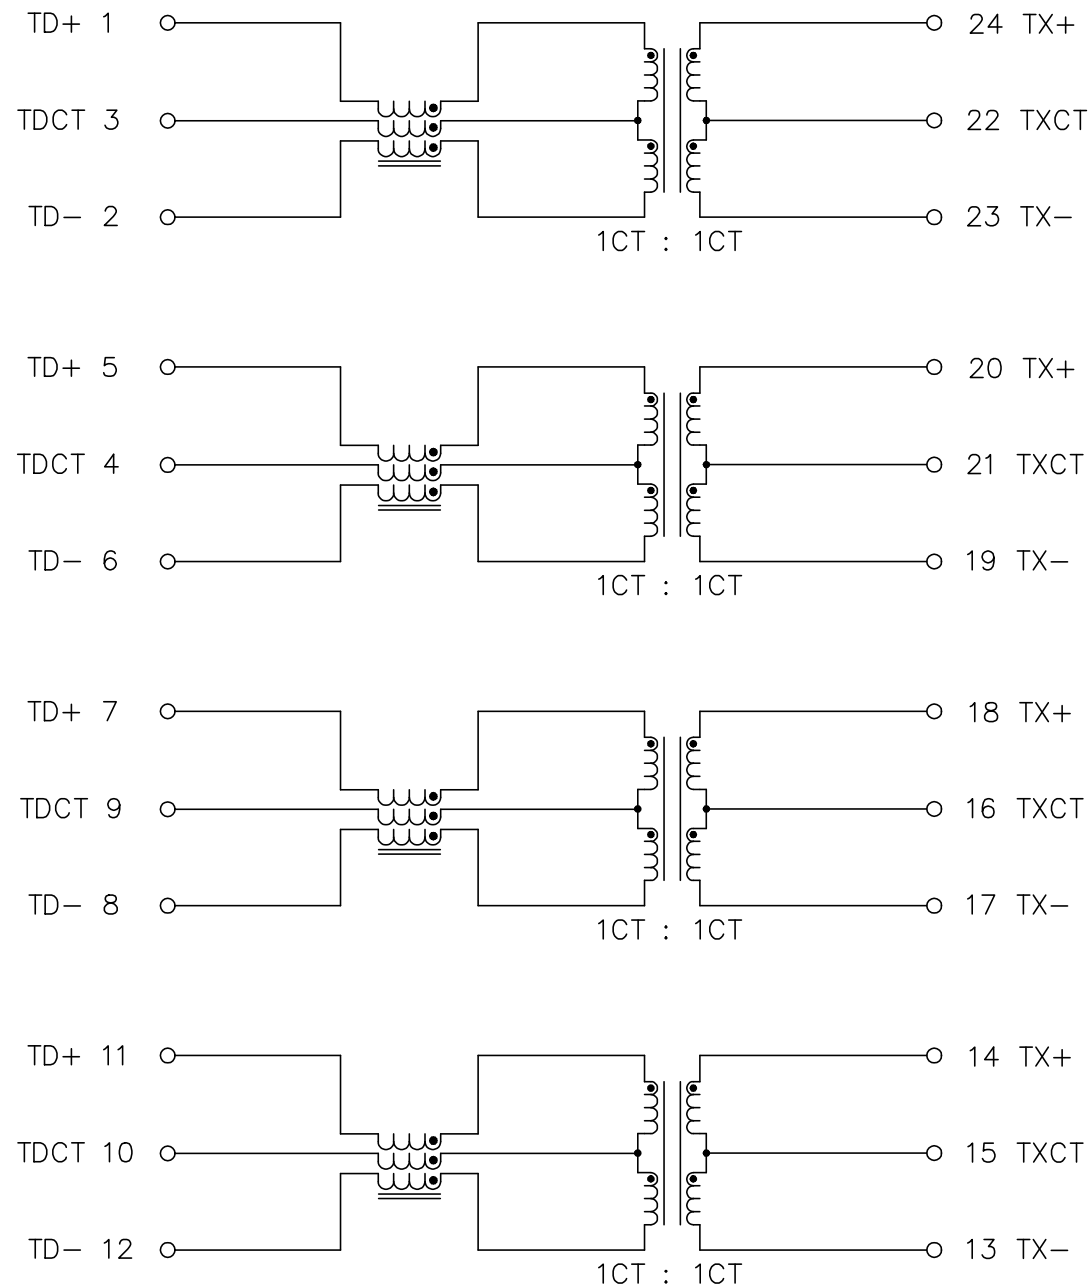 TD+ 1 24 TX+
TDCT 3 22 TXCT
TD− 2 23 TX−
1CT : 1CT
TD+ 5 20 TX+
TDCT 4 21 TXCT
TD− 6 19 TX−
1CT : 1CT
TD+ 7 18 TX+
TDCT 9 16 TXCT
TD− 8 17 TX−
1CT : 1CT
TD+ 11 14 TX+
TDCT 10 15 TXCT
TD− 12 13 TX−
1CT : 1CT